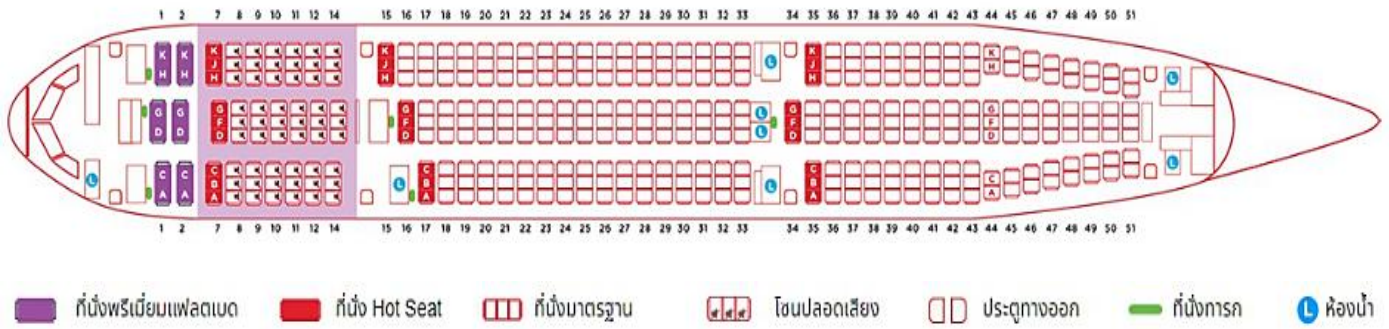 1 2 7 8 9 10 11 12 14 15 16 17 18 19 20 21 22 23 24 25 26 27 28 29 30 31 32 33 34 35 36 37 38 39 40 41 42 43 44 45 46 47 48 49 50 51
K K K K K K
H H J J J H
H H H
L
G G G G G G
D D F F F F
D D D D
L
L
C C C C C
A A B B B A
A A A
L L L L L
1 2 7 8 9 10 11 12 14 15 16 17 18 19 20 21 22 23 24 25 26 27 28 29 30 31 32 33 34 35 36 37 38 39 40 41 42 43 44 45 46 47 48 49 50 51
ที่นั่งพรีเมี่ยมแฟลตเบด ที่นั่ง Hot Seat ที่นั่งมาตรฐาน โซนปลอดเสียง ประตูทางออก ที่นั่งทารก L ห้องน้ำ